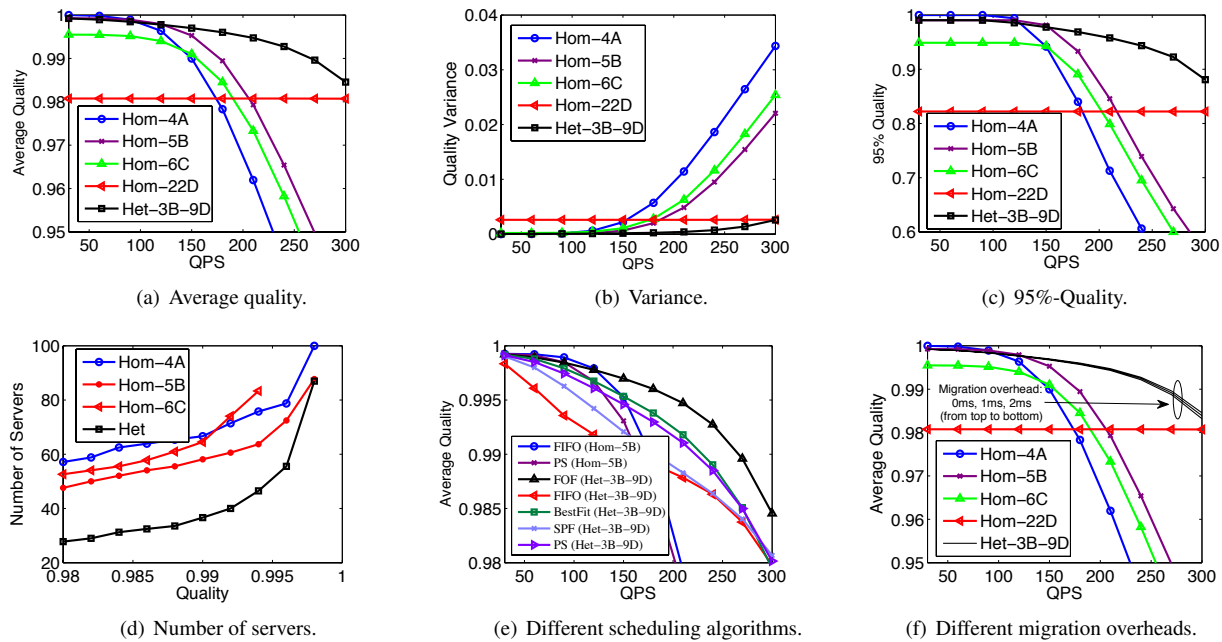 1
0.99
0.98
0.97
0.96
0.95
Average Quality
Hom−4A
Hom−5B
Hom−6C
Hom−22D
Het−3B−9D
50 100 150 200 250 300
QPS
(a) Average quality.
0.04
0.03
0.02
0.01
0
Quality Variance
Hom−4A
Hom−5B
Hom−6C
Hom−22D
Het−3B−9D
50 100 150 200 250 300
QPS
(b) Variance.
1
0.9
0.8
0.7
0.6
95% Quality
Hom−4A
Hom−5B
Hom−6C
Hom−22D
Het−3B−9D
50 100 150 200 250 300
QPS
(c) 95%-Quality.
100
80
60
40
20
Number of Servers
Hom−4A
Hom−5B
Hom−6C
Het
0.98 0.985 0.99 0.995 1
Quality
(d) Number of servers.
1
0.995
0.99
0.985
0.98
Average Quality
FIFO (Hom−5B)
PS (Hom−5B)
FOF (Het−3B−9D)
FIFO (Het−3B−9D)
BestFit (Het−3B−9D)
SPF (Het−3B−9D)
PS (Het−3B−9D)
50 100 150 200 250 300
QPS
(e) Different scheduling algorithms.
1
0.99
0.98
0.97
0.96
0.95
Average Quality
Migration overhead:
0ms, 1ms, 2ms
(from top to bottom)
Hom−4A
Hom−5B
Hom−6C
Hom−22D
Het−3B−9D
50 100 150 200 250 300
QPS
(f) Different migration overheads.